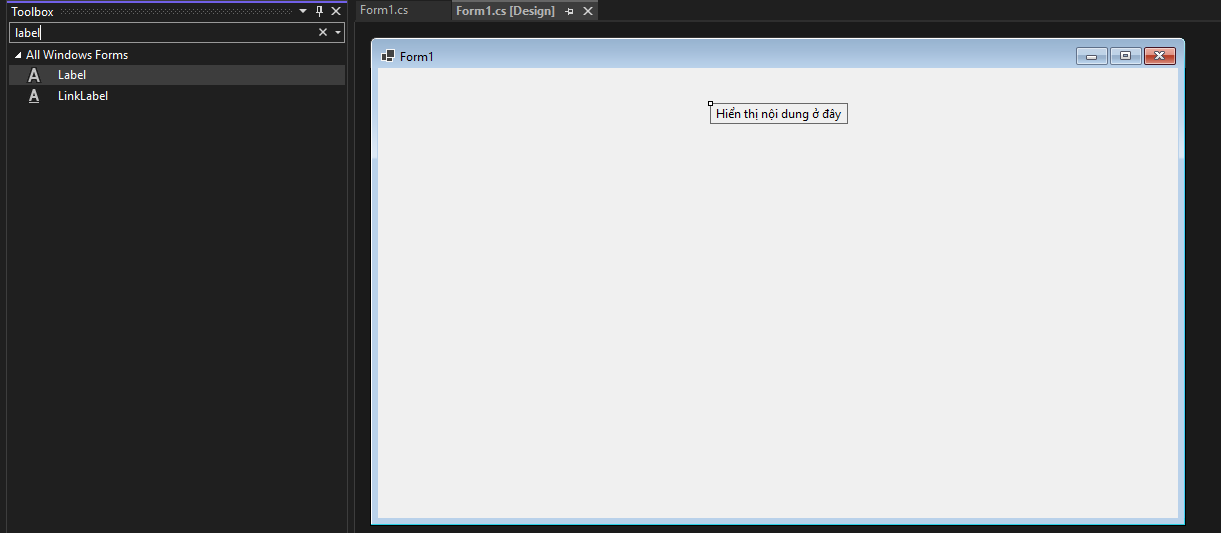 Toolbox
label
All Windows Forms
Label
LinkLabel
Form1.cs
Form1.cs [Design]
Form1
Hiển thị nội dung ở đây